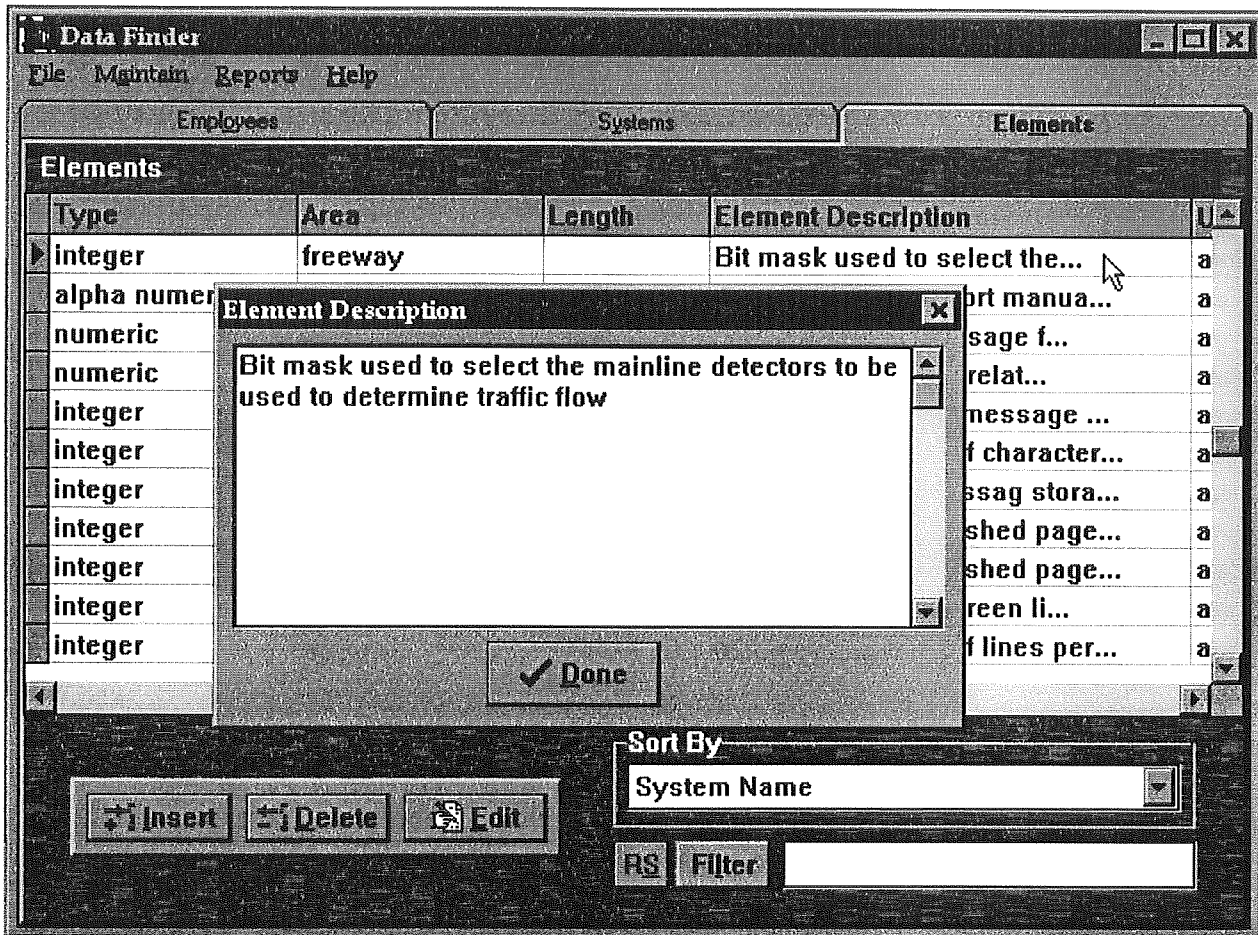 Data Finder
File Maintain Reports Help
Employees Systems Elements
Elements
Type Area Length Element Description U
integer freeway Bit mask used to select the... a
alpha numer ort manua... a
numeric sage f... a
numeric relat... a
integer message ... a
integer f character... a
integer ssag stora... a
integer shed page... a
integer shed page... a
integer reen li... a
integer f lines per... a
Element Description
Bit mask used to select the mainline detectors to be
used to determine traffic flow
Done
Sort By
System Name
Insert Delete Edit
RS Filter